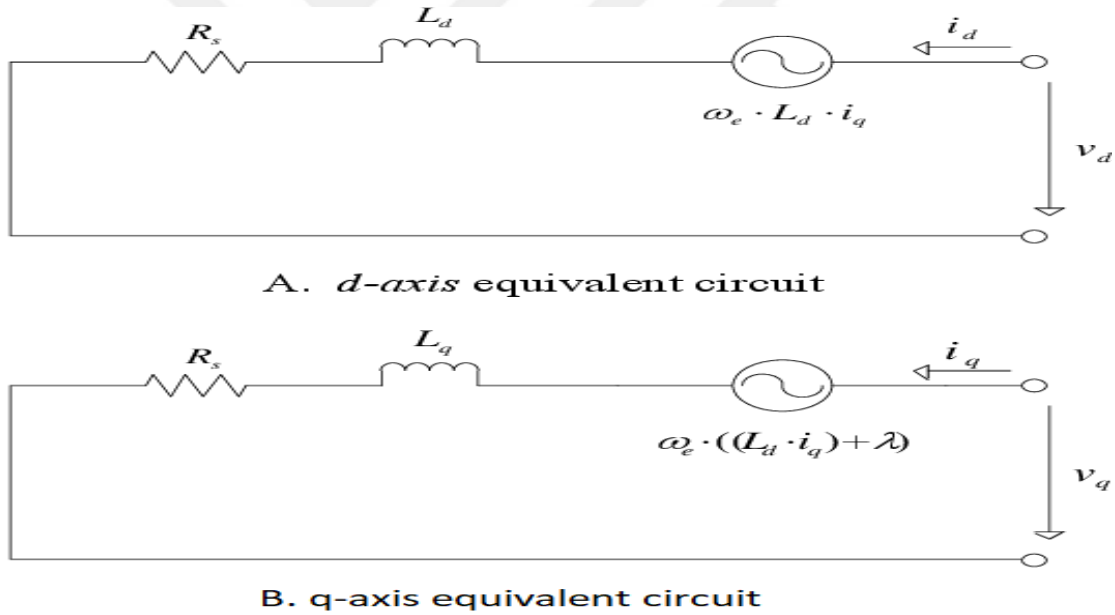 L_d
R_s
i_d
ω_e · L_d · i_q
v_d
A. d-axis equivalent circuit
L_q
R_s
i_q
ω_e · ((L_d · i_q) + λ)
v_q
B. q-axis equivalent circuit